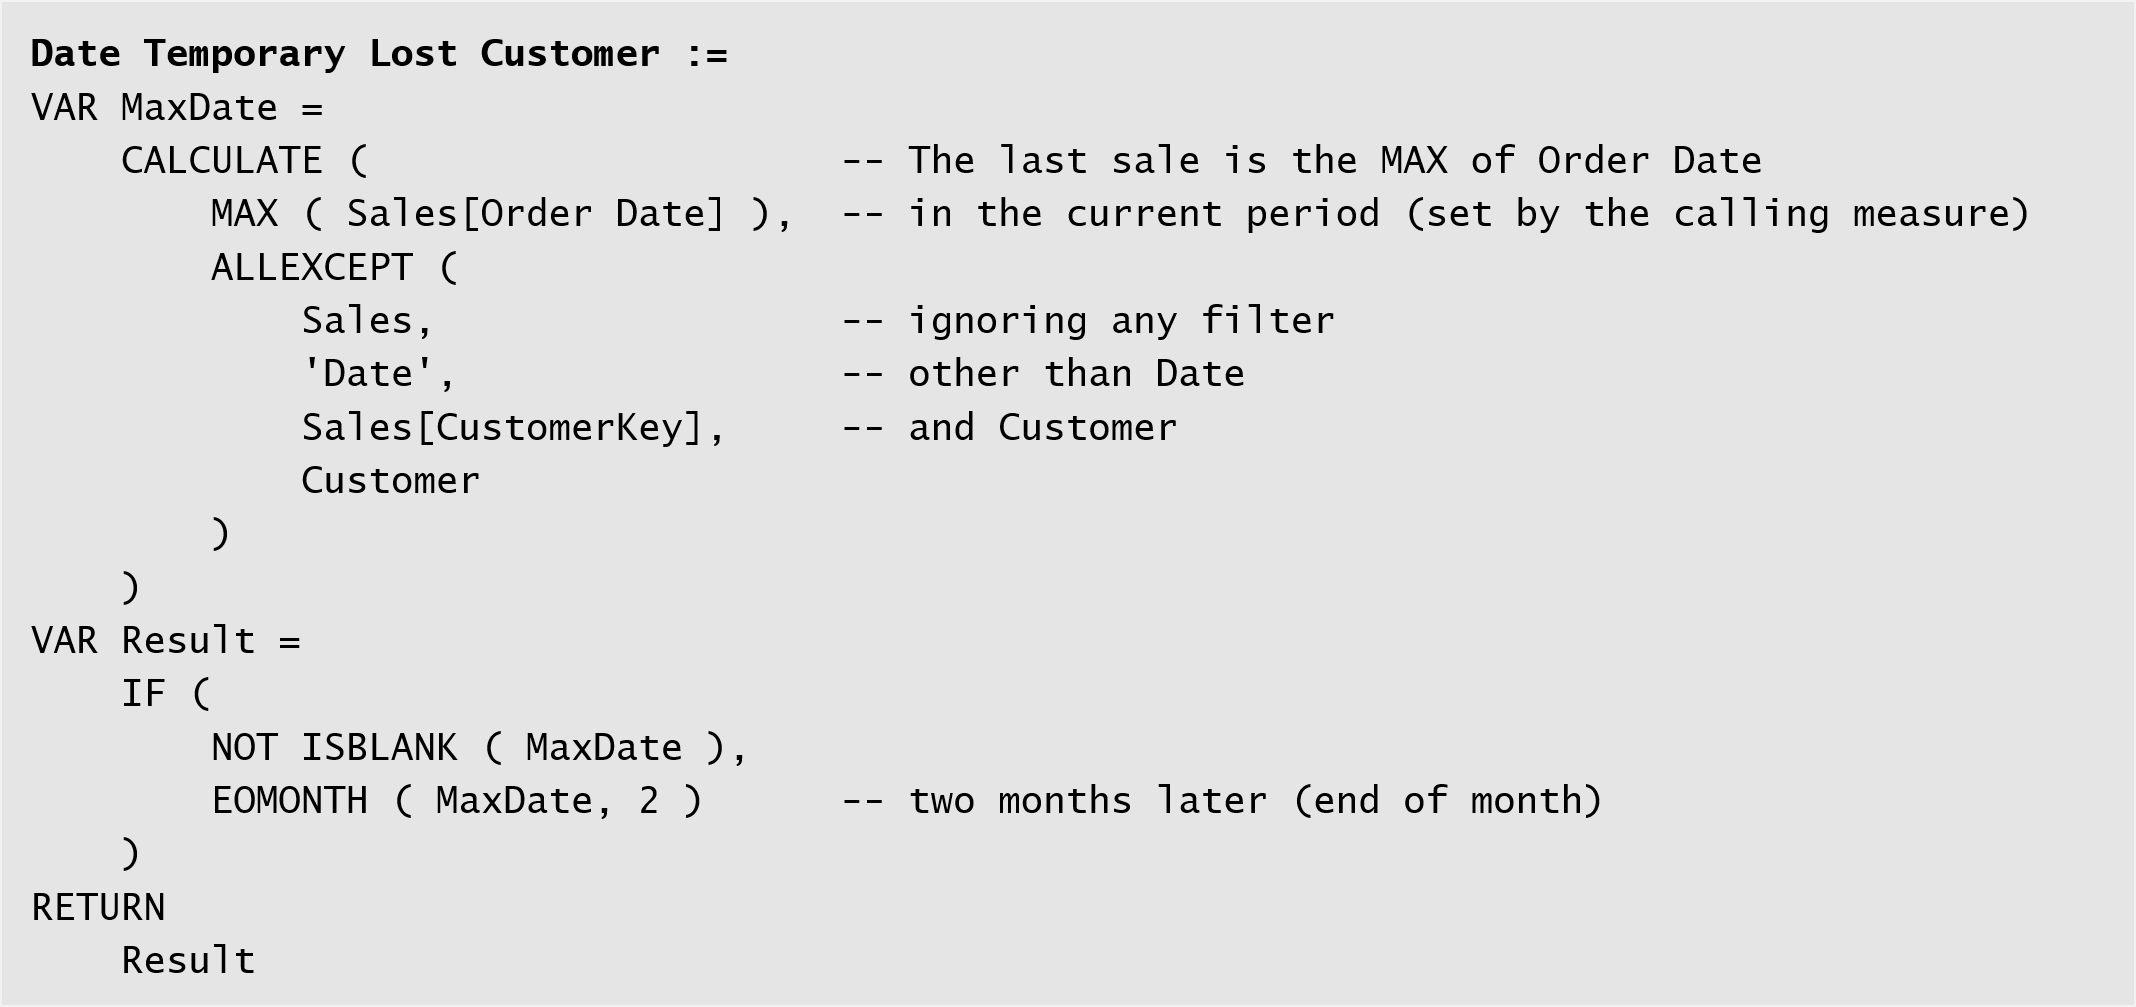 Date Temporary Lost Customer :=
VAR MaxDate =
    CALCULATE (                     -- The last sale is the MAX of Order Date
        MAX ( Sales[Order Date] ),  -- in the current period (set by the calling measure)
        ALLEXCEPT (
            Sales,                  -- ignoring any filter
            'Date',                 -- other than Date
            Sales[CustomerKey],     -- and Customer
            Customer
        )
    )
VAR Result =
    IF (
        NOT ISBLANK ( MaxDate ),
        EOMONTH ( MaxDate, 2 )      -- two months later (end of month)
    )
RETURN
    Result